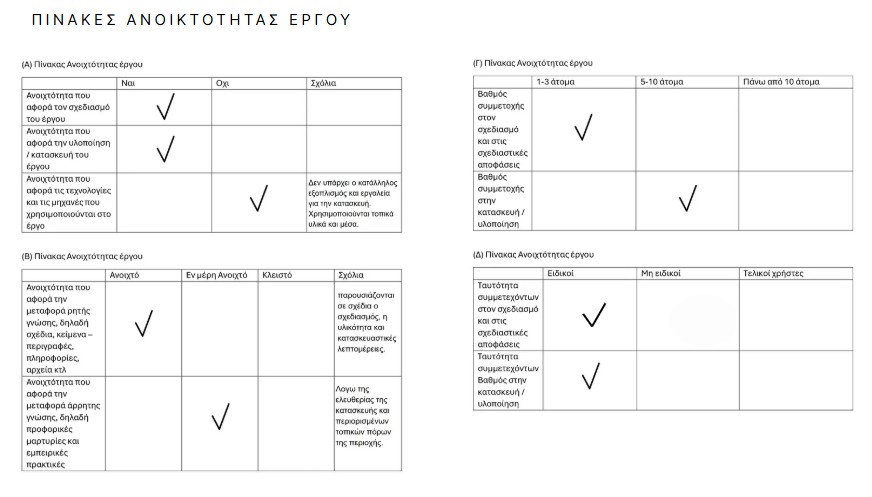 ΠΙΝΑΚΕΣ ΑΝΟΙΚΤΟΤΗΤΑΣ ΕΡΓΟΥ
(Α) Πίνακας Ανοιχτότητας έργου
Ναι Οχι Σχόλια
Ανοιχτότητα που
αφορά τον σχεδιασμό
του έργου
Ανοιχτότητα που
αφορά την υλοποίηση
/ κατασκευή του
έργου
Ανοιχτότητα που
αφορά τις τεχνολογίες
και τις μηχανές που
χρησιμοποιούνται στο
έργο
Δεν υπάρχει ο κατάλληλος
εξοπλισμός και εργαλεία
για την κατασκευή.
Χρησιμοποιούνται τοπικά
υλικά και μέσα.
(Β) Πίνακας Ανοιχτότητας έργου
Ανοιχτό Εν μέρη Ανοιχτό Κλειστό Σχόλια
Ανοιχτότητα που
αφορά την
μεταφορά ρητής
γνώσης, δηλαδή
σχέδια, κείμενα –
περιγραφές,
πληροφορίες,
αρχεία κτλ
παρουσιάζονται
σε σχέδια ο
σχεδιασμός, η
υλικότητα και
κατασκευαστικές
λεπτομέρειες.
Ανοιχτότητα που
αφορά την
μεταφορά άρρητης
γνώσης, δηλαδή
προφορικές
μαρτυρίες και
εμπειρικές
πρακτικές
Λογω της
ελευθερίας της
κατασκευής και
περιορισμένων
τοπικών πόρων
της περιοχής.
(Γ) Πίνακας Ανοιχτότητας έργου
1-3 άτομα 5-10 άτομα Πάνω από 10 άτομα
Βαθμός
συμμετοχής
στον
σχεδιασμό
και στις
σχεδιαστικές
αποφάσεις
Βαθμός
συμμετοχής
στην
κατασκευή /
υλοποίηση
(Δ) Πίνακας Ανοιχτότητας έργου
Ειδικοί Μη ειδικοί Τελικοί χρήστες
Ταυτότητα
συμμετεχόντων
στον σχεδιασμό
και στις
σχεδιαστικές
αποφάσεις
Ταυτότητα
συμμετεχόντων
Βαθμός στην
κατασκευή /
υλοποίηση